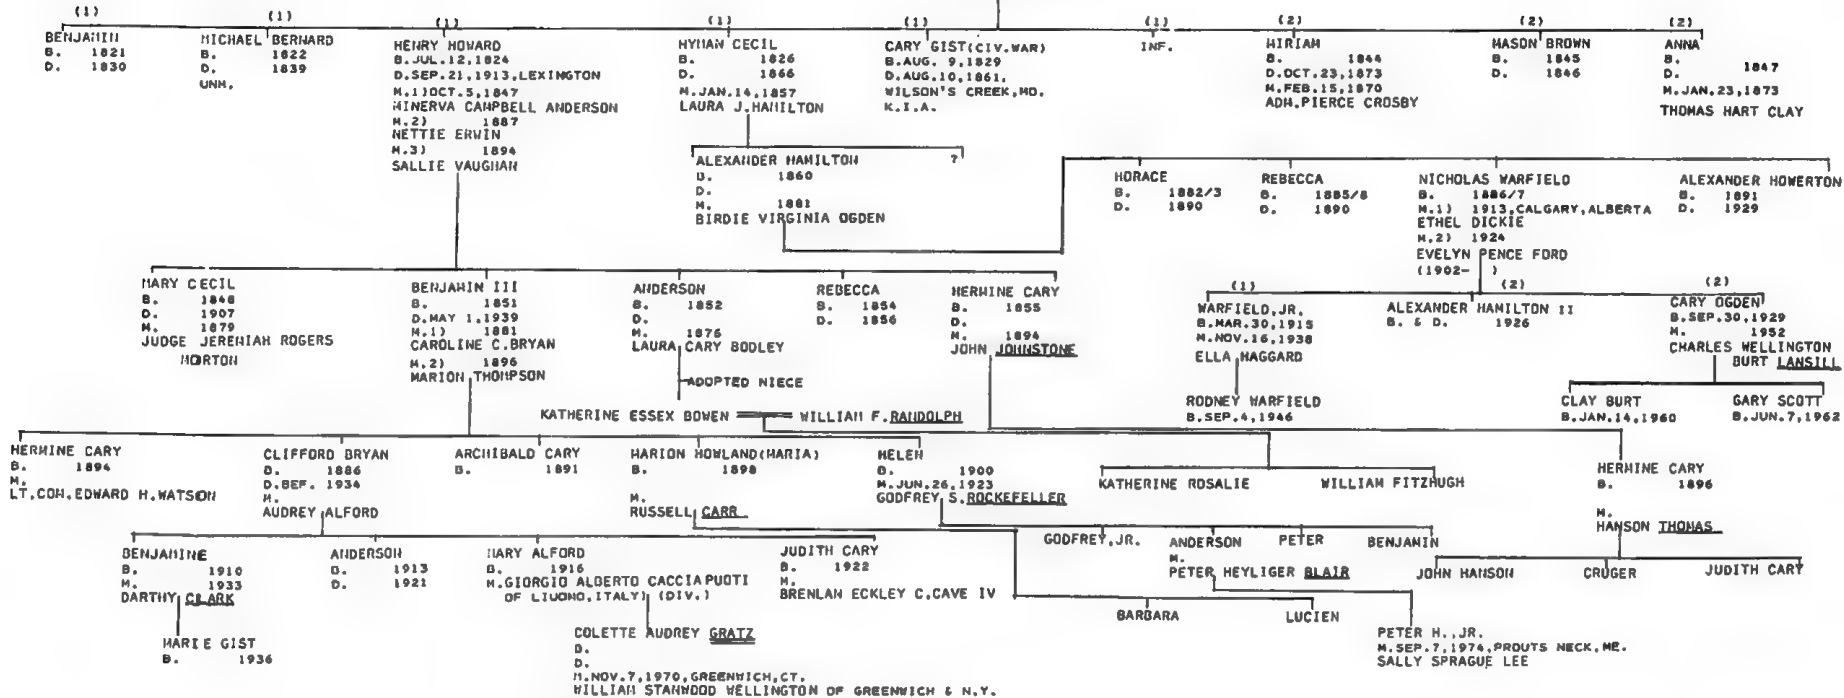 (1) (1) (1) (1) (1) (1) (2) (2) (2)
BENJAMIN
B. 1821
D. 1830
MICHAEL BERNARD
B. 1822
D. 1839
UNM.
HENRY HOWARD
B.JUL.12,1824
D.SEP.21,1913,LEXINGTON
M.1)OCT.5,1847
MINERVA CAMPBELL ANDERSON
M.2) 1887
NETTIE ERWIN
M.3) 1894
SALLIE VAUGHAN
HYMAN CECIL
B. 1826
D. 1866
M.JAN.14,1857
LAURA J.HAMILTON
CARY GIST(CIV.WAR)
B.AUG. 9,1829
D.AUG.10,1861,
WILSON'S CREEK,MO.
K.I.A.
INF.
MIRIAM
B. 1844
D.OCT.23,1873
M.FEB.15,1870
ADM.PIERCE CROSBY
MASON BROWN
B. 1845
D. 1846
ANNA
B. 1847
D.
M.JAN.23,1873
THOMAS HART CLAY
ALEXANDER HAMILTON ?
B. 1860
D.
M. 1881
BIRDIE VIRGINIA OGDEN
HORACE
B. 1882/3
D. 1890
REBECCA
B. 1885/8
D. 1890
NICHOLAS WARFIELD
B. 1886/7
M.1) 1913,CALGARY,ALBERTA
ETHEL DICKIE
M.2) 1924
EVELYN PENCE FORD
(1902- )
ALEXANDER HOWERTON
B. 1891
D. 1929
MARY CECIL
B. 1848
D. 1907
M. 1879
JUDGE JEREMIAH ROGERS
MORTON
BENJAMIN III
B. 1851
D.MAY 1,1939
M.1) 1881
CAROLINE C.BRYAN
M.2) 1896
MARION THOMPSON
ANDERSON
B. 1852
D.
M. 1876
LAURA CARY BODLEY
ADOPTED NIECE
REBECCA
B. 1854
D. 1856
HERMINE CARY
B. 1855
D.
M. 1894
JOHN JOHNSTONE
(1) (2) (2)
WARFIELD,JR.
B.MAR.30,1915
M.NOV.16,1938
ELLA HAGGARD
ALEXANDER HAMILTON II
B. & D. 1926
CARY OGDEN
B.SEP.30,1929
M. 1952
CHARLES WELLINGTON
BURT LANSILL
KATHERINE ESSEX BOWEN WILLIAM F.RANDOLPH
RODNEY WARFIELD
B.SEP.4,1946
CLAY BURT
B.JAN.14,1960
GARY SCOTT
B.JUN.7,1962
HERMINE CARY
B. 1894
M.
LT.COM.EDWARD H.WATSON
CLIFFORD BRYAN
D. 1886
D.BEF. 1934
M.
AUDREY ALFORD
ARCHIBALD CARY
B. 1891
MARION HOWLAND(MARIA)
B. 1898
M.
RUSSELL CARR
HELEN
D. 1900
M.JUN.26,1923
GODFREY S.ROCKEFELLER
KATHERINE ROSALIE
WILLIAM FITZHUGH
HERMINE CARY
B. 1896
M.
HANSON THOMAS
BENJAMINE
B. 1910
M. 1933
DARTHY CLARK
ANDERSON
B. 1913
D. 1921
MARY ALFORD
B. 1916
M.GIORGIO ALBERTO CACCIAPUOTI
OF LIUONO,ITALY) (DIV.)
JUDITH CARY
B. 1922
M.
BRENLAN ECKLEY C.CAVE IV
GODFREY,JR.
ANDERSON
M.
PETER HEYLIGER BLAIR
PETER
BENJAMIN
JOHN HANSON
CRUGER
JUDITH CARY
BARBARA
LUCIEN
MARIE GIST
B. 1936
COLETTE AUDREY GRATZ
D.
D.
M.NOV.7,1970,GREENWICH,CT.
WILLIAM STANWOOD WELLINGTON OF GREENWICH & N.Y.
PETER H.,JR.
M.SEP.7,1974,PROUTS NECK,ME.
SALLY SPRAGUE LEE